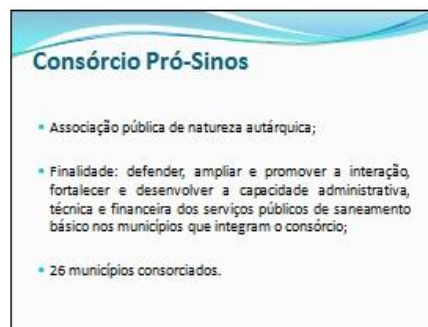 Consórcio Pró-Sinos
• Associação pública de natureza autárquica;
• Finalidade: defender, ampliar e promover a interação,
fortalecer e desenvolver a capacidade administrativa,
técnica e financeira dos serviços públicos de saneamento
básico nos municípios que integram o consórcio;
• 26 municípios consorciados.